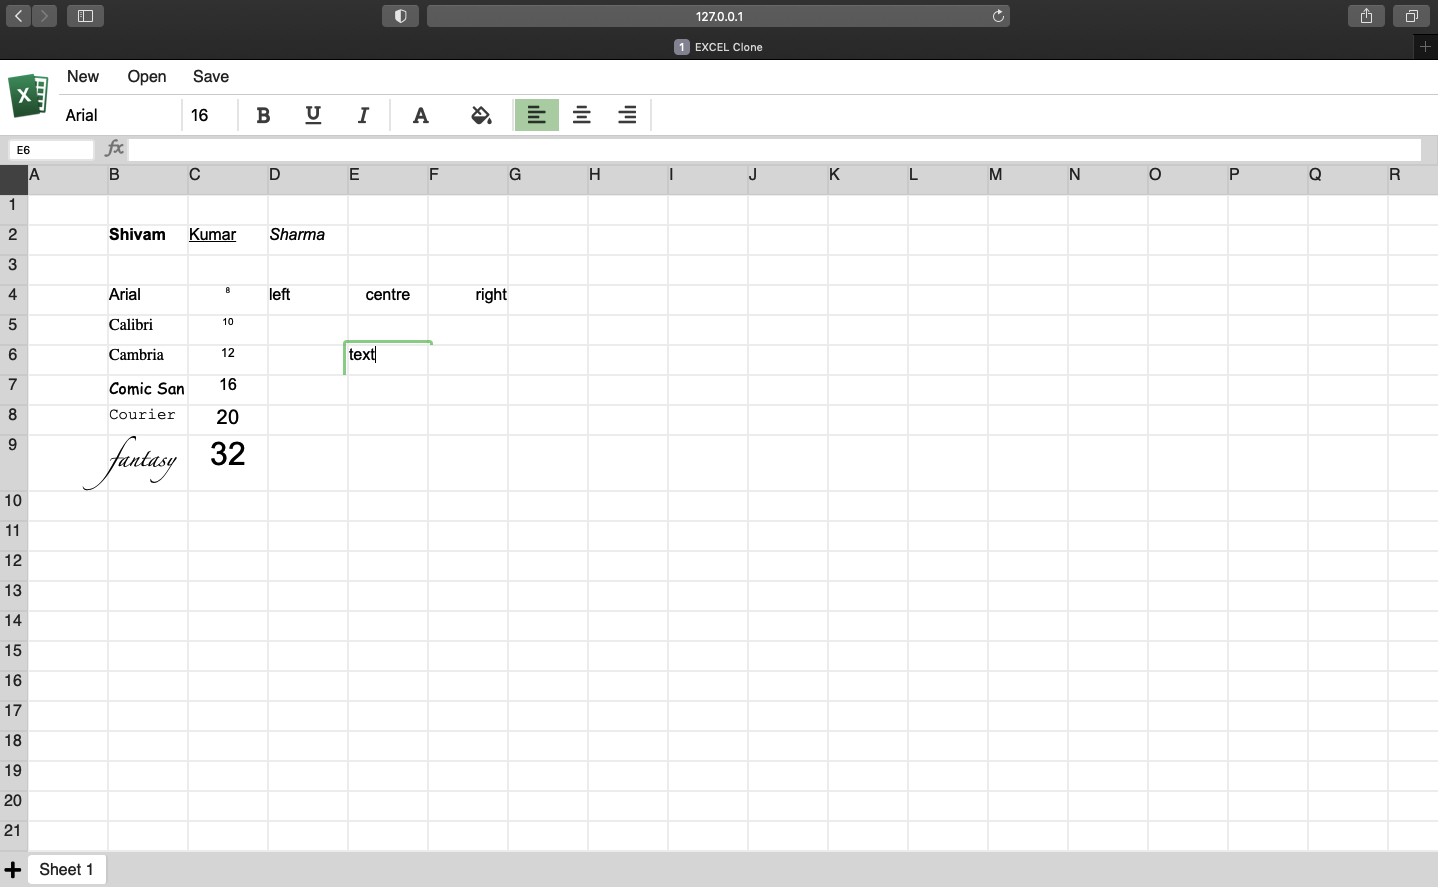 127.0.0.1
1 EXCEL Clone
New Open Save
X
Arial 16 B U I A
E6 fx
A B C D E F G H I J K L M N O P Q R
1
2 Shivam Kumar Sharma
3
4 Arial 8 left centre right
5 Calibri 10
6 Cambria 12 text
7 Comic San 16
8 Courier 20
9 fantasy 32
10
11
12
13
14
15
16
17
18
19
20
21
+ Sheet 1